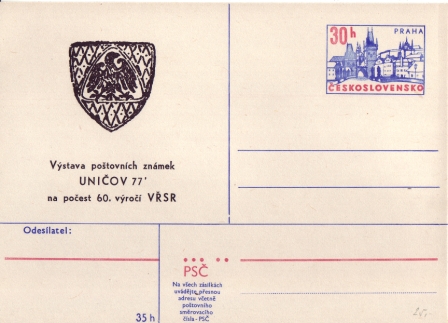 30h
PRAHA
ČESKOSLOVENSKO
Výstava poštovních známek
UNIČOV 77'
na počest 60. výročí VŘSR
Odesílatel:
PSČ
Na všech zásilkách
uvádějte přesnou
adresu včetně
poštovního
směrovacího
čísla - PSČ
35 h